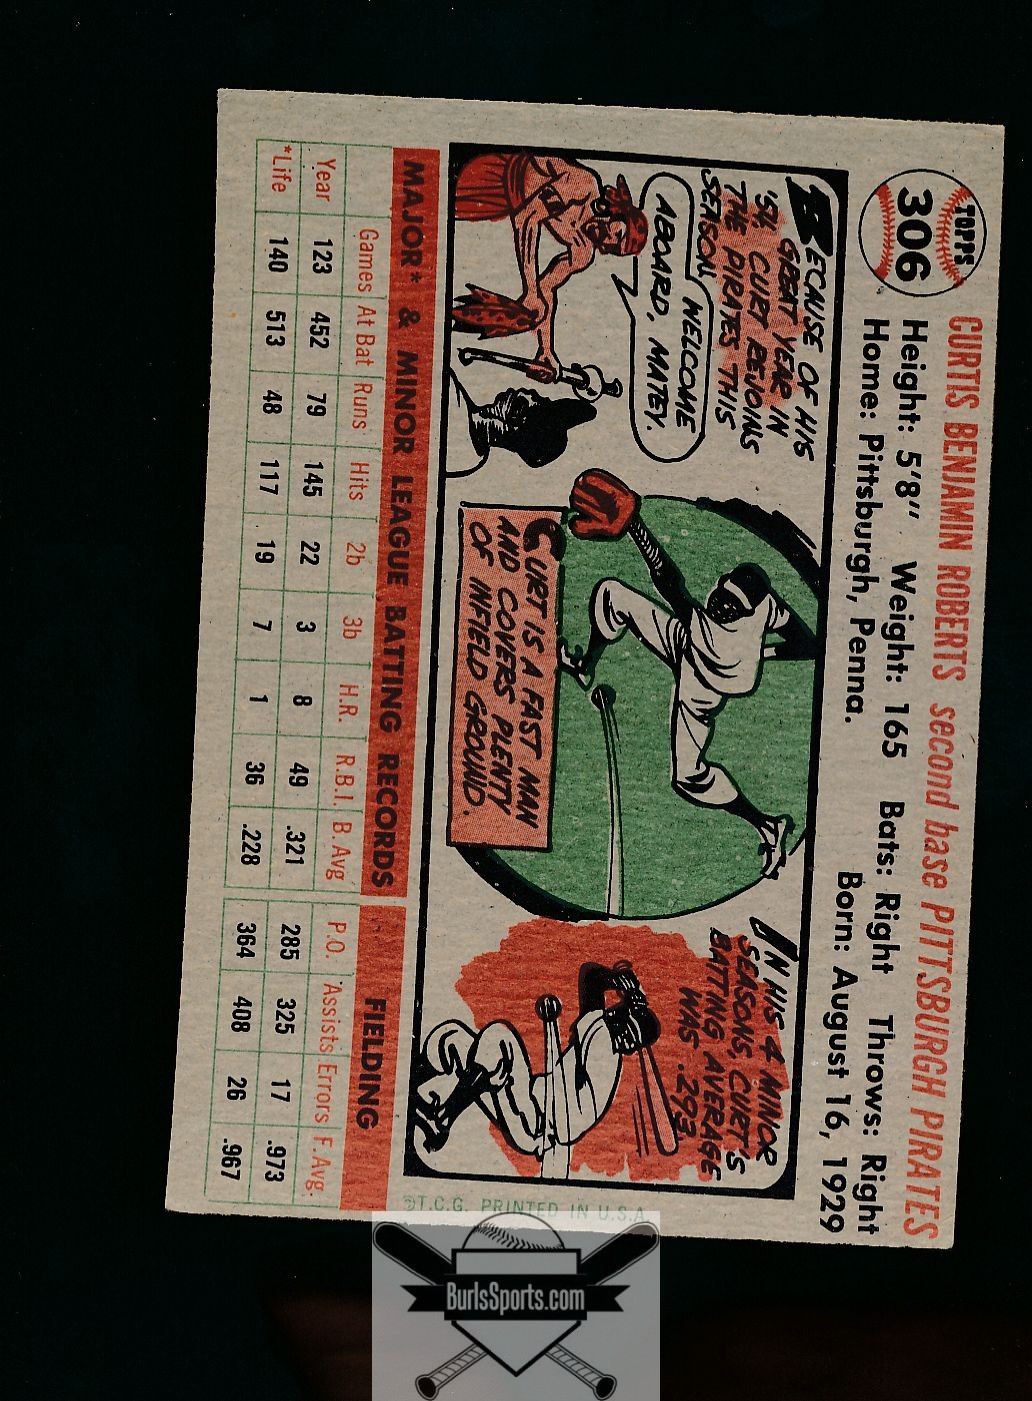 TOPPS
306
CURTIS BENJAMIN ROBERTS second base PITTSBURGH PIRATES
Height: 5'8" Weight: 165 Bats: Right Throws: Right
Home: Pittsburgh, Penna. Born: August 16, 1929
BECAUSE OF HIS
GREAT YEAR IN
'54, CURT REJOINS
THE PIRATES THIS
SEASON.
WELCOME
ABOARD, MATEY.
CURT IS A FAST MAN
AND COVERS PLENTY
OF INFIELD GROUND.
IN HIS 4 MINOR
SEASONS, CURT'S
BATTING AVERAGE
WAS .293
MAJOR* & MINOR LEAGUE BATTING RECORDS FIELDING
Games At Bat Runs Hits 2b 3b H.R. R.B.I. B. Avg P.O. Assists Errors F. Avg.
Year 123 452 79 145 22 3 8 49 .321 285 325 17 .973
*Life 140 513 48 117 19 7 1 36 .228 364 408 26 .967
©T.C.G. PRINTED IN U.S.A.
BurlsSports.com